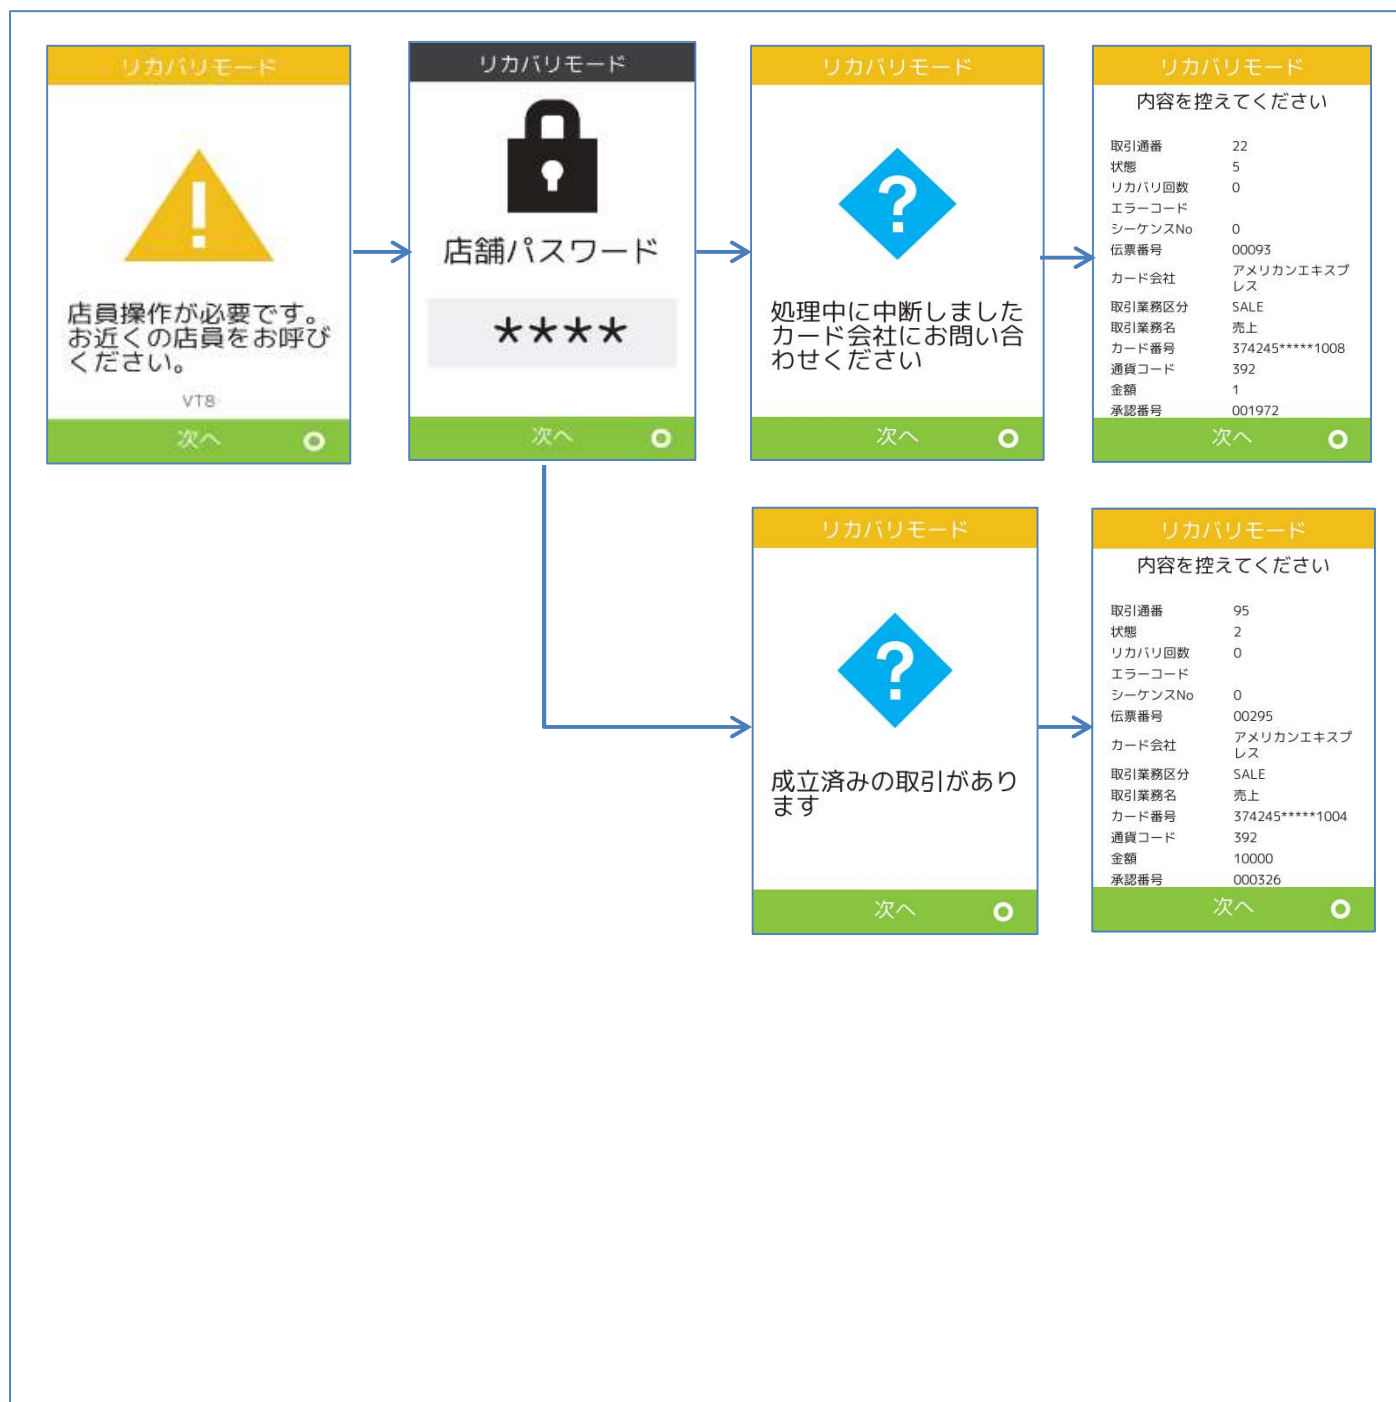 リカバリモード
店員操作が必要です。
お近くの店員をお呼び
ください。
VT8
次へ
リカバリモード
店舗パスワード
****
次へ
リカバリモード
処理中に中断しました
カード会社にお問い合
わせください
次へ
リカバリモード
内容を控えてください
取引通番 22
状態 5
リカバリ回数 0
エラーコード
シーケンスNo 0
伝票番号 00093
カード会社 アメリカンエキスプ
レス
取引業務区分 SALE
取引業務名 売上
カード番号 374245*****1008
通貨コード 392
金額 1
承認番号 001972
次へ
リカバリモード
成立済みの取引があり
ます
次へ
リカバリモード
内容を控えてください
取引通番 95
状態 2
リカバリ回数 0
エラーコード
シーケンスNo 0
伝票番号 00295
カード会社 アメリカンエキスプ
レス
取引業務区分 SALE
取引業務名 売上
カード番号 374245*****1004
通貨コード 392
金額 10000
承認番号 000326
次へ